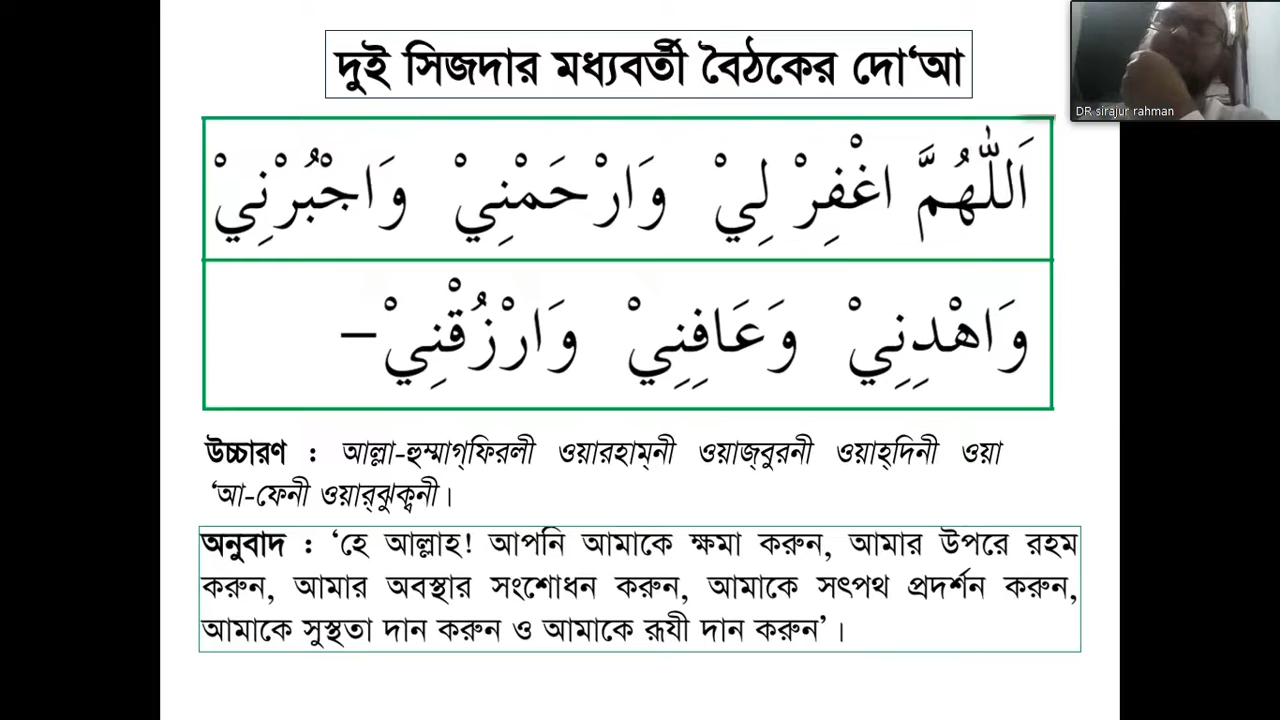 দুই সিজদার মধ্যবর্তী বৈঠকের দো‘আ
DR sirajur rahman
اَللّٰهُمَّ اغْفِرْ لِيْ وَارْحَمْنِيْ وَاجْبُرْنِيْ
وَاهْدِنِيْ وَعَافِنِيْ وَارْزُقْنِيْ–
উচ্চারণ : আল্লা-হুম্মাগ্‌ফিরলী ওয়ারহাম্‌নী ওয়াজ্‌বুরনী ওয়াহ্‌দিনী ওয়া
‘আ-ফেনী ওয়ার্‌ঝুক্বনী।
অনুবাদ : ‘হে আল্লাহ! আপনি আমাকে ক্ষমা করুন, আমার উপরে রহম
করুন, আমার অবস্থার সংশোধন করুন, আমাকে সৎপথ প্রদর্শন করুন,
আমাকে সুস্থতা দান করুন ও আমাকে রূযী দান করুন’।